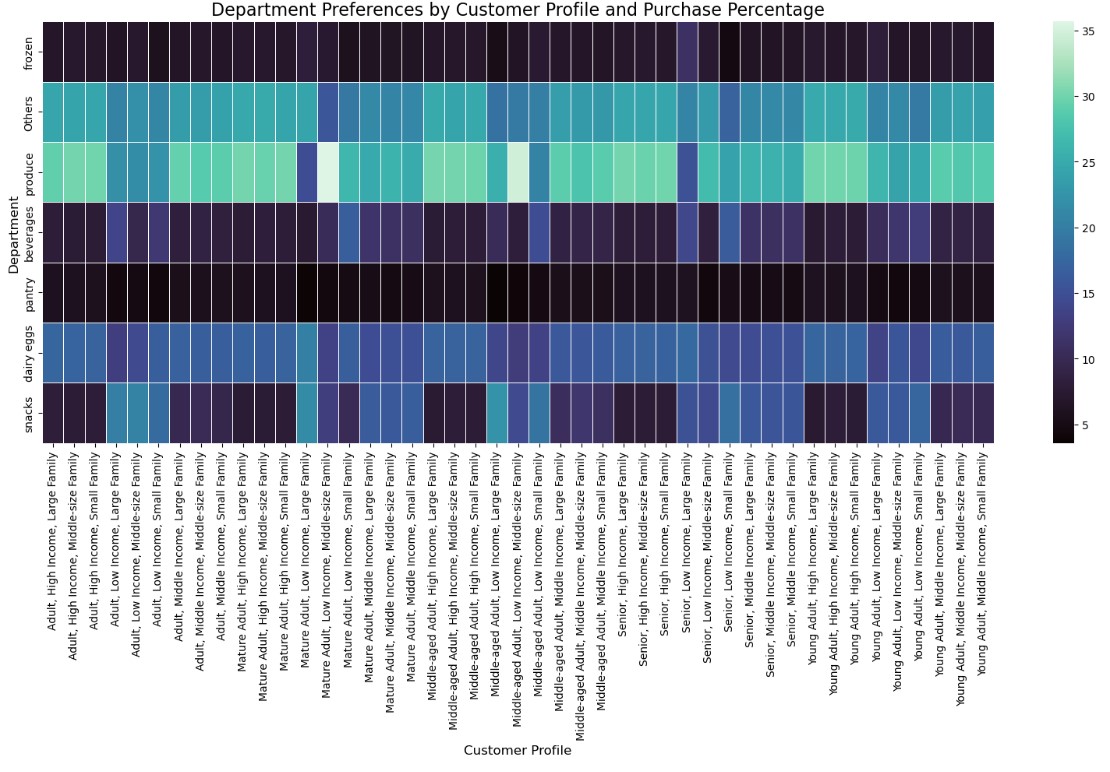 Department Preferences by Customer Profile and Purchase Percentage
Department
frozen
Others
produce
beverages
pantry
dairy eggs
snacks
35
30
25
20
15
10
5
Adult, High Income, Large Family
Adult, High Income, Middle-size Family
Adult, High Income, Small Family
Adult, Low Income, Large Family
Adult, Low Income, Middle-size Family
Adult, Low Income, Small Family
Adult, Middle Income, Large Family
Adult, Middle Income, Middle-size Family
Adult, Middle Income, Small Family
Mature Adult, High Income, Large Family
Mature Adult, High Income, Middle-size Family
Mature Adult, High Income, Small Family
Mature Adult, Low Income, Large Family
Mature Adult, Low Income, Middle-size Family
Mature Adult, Low Income, Small Family
Mature Adult, Middle Income, Large Family
Mature Adult, Middle Income, Middle-size Family
Mature Adult, Middle Income, Small Family
Middle-aged Adult, High Income, Large Family
Middle-aged Adult, High Income, Middle-size Family
Middle-aged Adult, High Income, Small Family
Middle-aged Adult, Low Income, Large Family
Middle-aged Adult, Low Income, Middle-size Family
Middle-aged Adult, Low Income, Small Family
Middle-aged Adult, Middle Income, Large Family
Middle-aged Adult, Middle Income, Middle-size Family
Middle-aged Adult, Middle Income, Small Family
Senior, High Income, Large Family
Senior, High Income, Middle-size Family
Senior, High Income, Small Family
Senior, Low Income, Large Family
Senior, Low Income, Middle-size Family
Senior, Low Income, Small Family
Senior, Middle Income, Large Family
Senior, Middle Income, Middle-size Family
Senior, Middle Income, Small Family
Young Adult, High Income, Large Family
Young Adult, High Income, Middle-size Family
Young Adult, High Income, Small Family
Young Adult, Low Income, Large Family
Young Adult, Low Income, Middle-size Family
Young Adult, Low Income, Small Family
Young Adult, Middle Income, Large Family
Young Adult, Middle Income, Middle-size Family
Young Adult, Middle Income, Small Family
Customer Profile